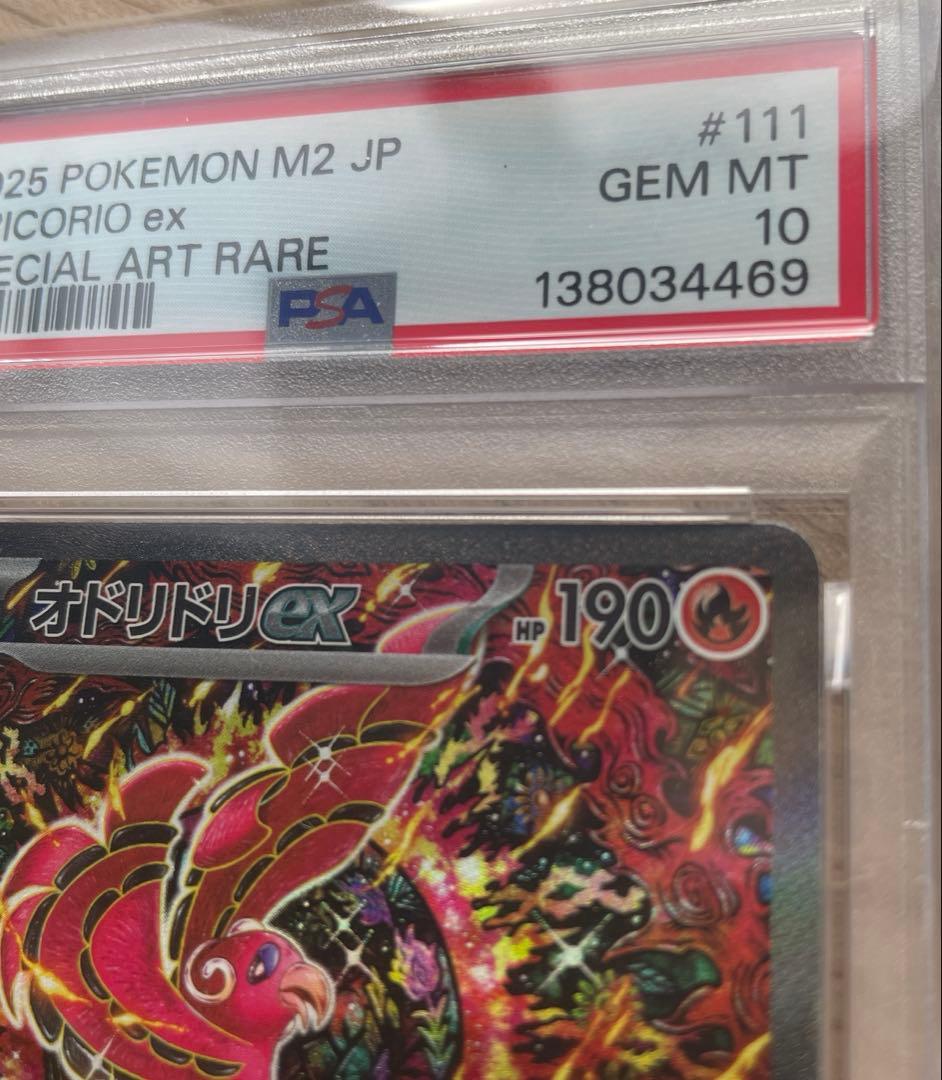 025 POKEMON M2 JP
#111
RICORIO ex
GEM MT
ECIAL ART RARE
10
PSA
138034469
オドリドリex
HP 190